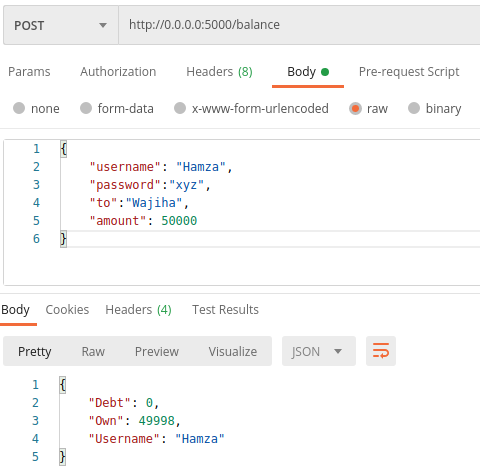 POST http://0.0.0.0:5000/balance
Params Authorization Headers (8) Body Pre-request Script
none form-data x-www-form-urlencoded raw binary
1 {
2 "username": "Hamza",
3 "password":"xyz",
4 "to":"Wajiha",
5 "amount": 50000
6 }
Body Cookies Headers (4) Test Results
Pretty Raw Preview Visualize JSON
1 {
2 "Debt": 0,
3 "Own": 49998,
4 "Username": "Hamza"
5 }